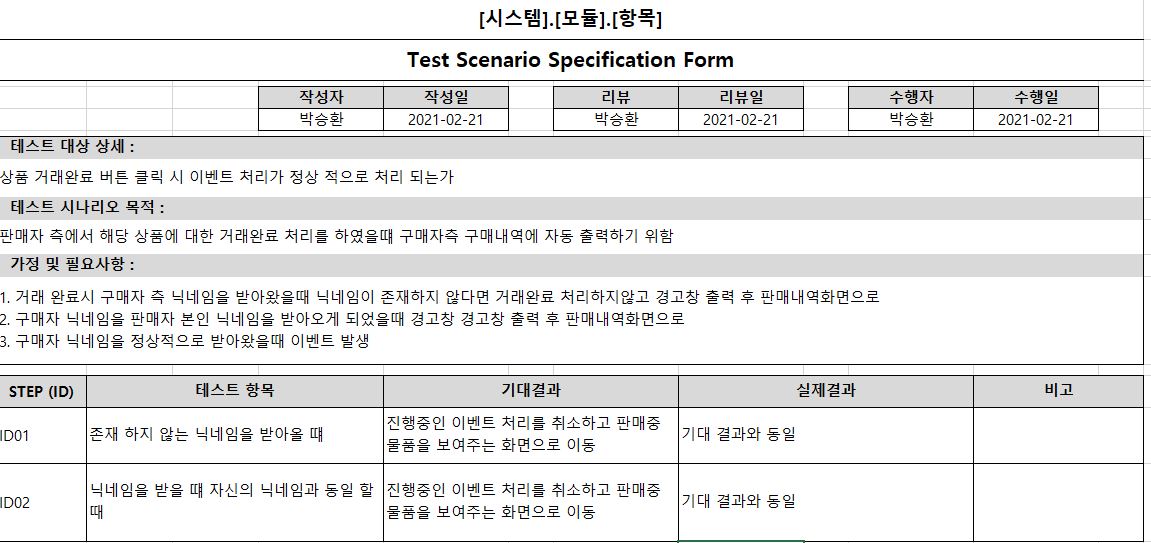 [시스템].[모듈].[항목]
Test Scenario Specification Form
작성자 작성일 리뷰 리뷰일 수행자 수행일
박승환 2021-02-21 박승환 2021-02-21 박승환 2021-02-21
테스트 대상 상세 :
상품 거래완료 버튼 클릭 시 이벤트 처리가 정상 적으로 처리 되는가
테스트 시나리오 목적 :
판매자 측에서 해당 상품에 대한 거래완료 처리를 하였을떄 구매자측 구매내역에 자동 출력하기 위함
가정 및 필요사항 :
1. 거래 완료시 구매자 측 닉네임을 받아왔을때 닉네임이 존재하지 않다면 거래완료 처리하지않고 경고창 출력 후 판매내역화면으로
2. 구매자 닉네임을 판매자 본인 닉네임을 받아오게 되었을때 경고창 경고창 출력 후 판매내역화면으로
3. 구매자 닉네임을 정상적으로 받아왔을때 이벤트 발생
STEP (ID) 테스트 항목 기대결과 실제결과 비고
ID01 존재 하지 않는 닉네임을 받아올 떄 진행중인 이벤트 처리를 취소하고 판매중
물품을 보여주는 화면으로 이동 기대 결과와 동일
ID02 닉네임을 받을 떄 자신의 닉네임과 동일 할
때 진행중인 이벤트 처리를 취소하고 판매중
물품을 보여주는 화면으로 이동 기대 결과와 동일